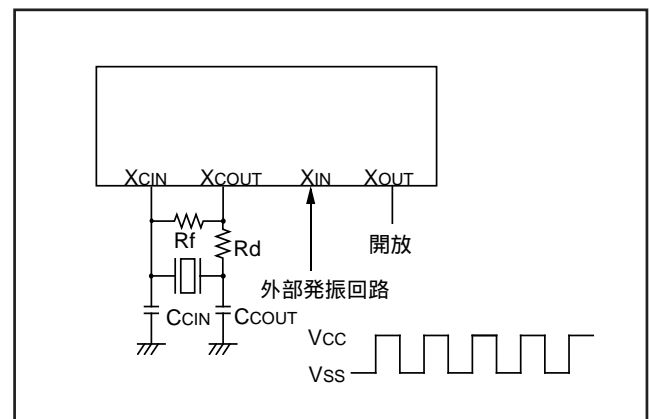 XCIN XCOUT XIN XOUT
Rf
Rd
開放
外部発振回路
CCIN
CCOUT
VCC
VSS